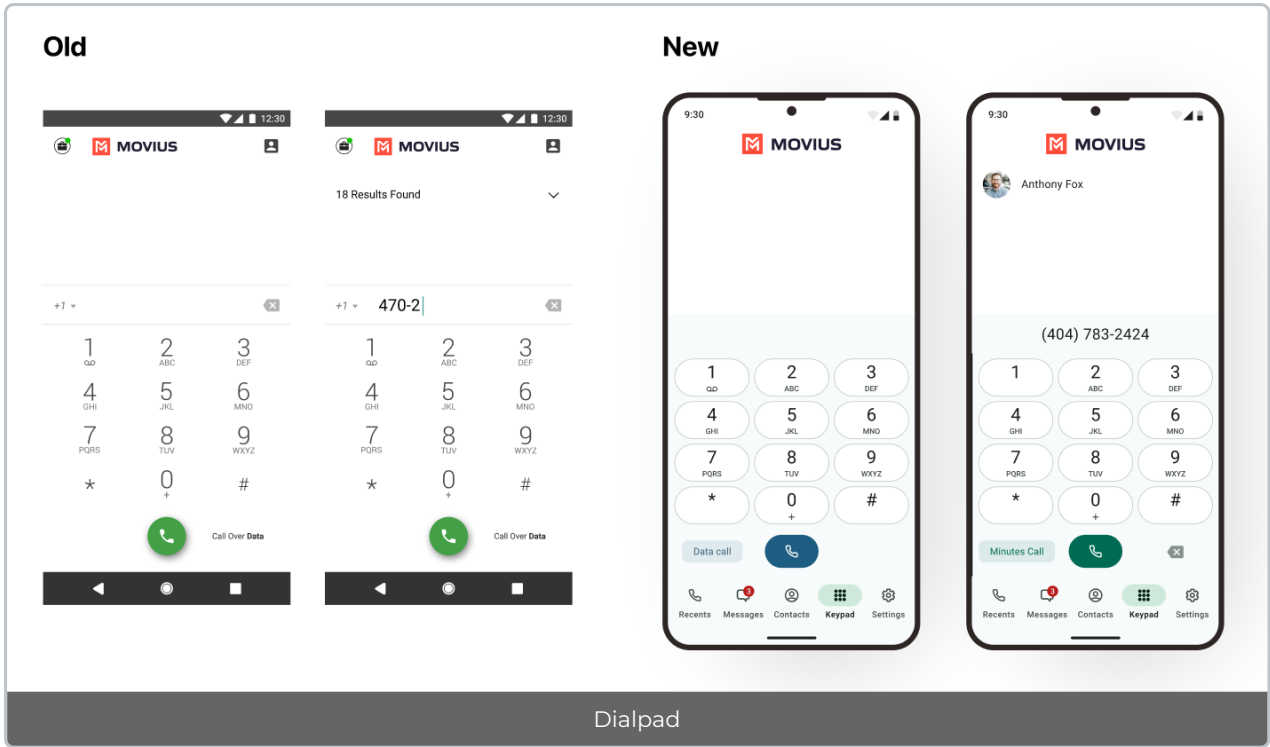 Old
12:30
MOVIUS
+1
1
2
ABC
3
DEF
4
GHI
5
JKL
6
MNO
7
PQRS
8
TUV
9
WXYZ
*
0
+
#
Call Over Data
12:30
MOVIUS
18 Results Found
+1
470-2
1
2
ABC
3
DEF
4
GHI
5
JKL
6
MNO
7
PQRS
8
TUV
9
WXYZ
*
0
+
#
Call Over Data
New
9:30
MOVIUS
1
2
ABC
3
DEF
4
GHI
5
JKL
6
MNO
7
PQRS
8
TUV
9
WXYZ
*
0
+
#
Data call
3
Recents
Messages
Contacts
Keypad
Settings
9:30
MOVIUS
Anthony Fox
(404) 783-2424
1
2
ABC
3
DEF
4
GHI
5
JKL
6
MNO
7
PQRS
8
TUV
9
WXYZ
*
0
+
#
Minutes Call
3
Recents
Messages
Contacts
Keypad
Settings
Dialpad